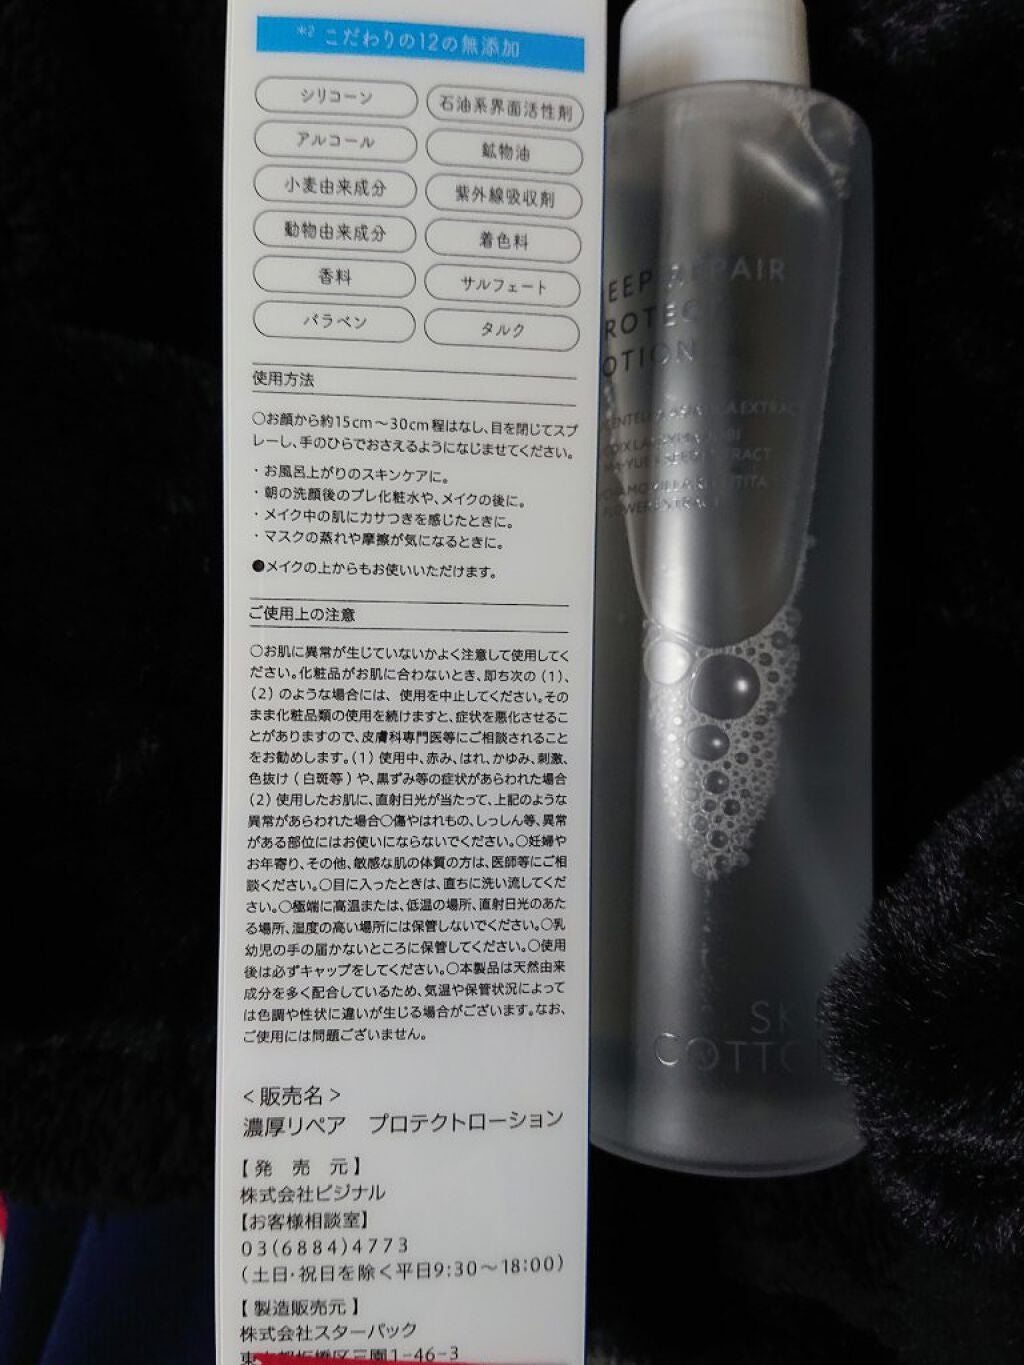 *2 こだわりの12の無添加
シリコーン
石油系界面活性剤
アルコール
鉱物油
小麦由来成分
紫外線吸収剤
動物由来成分
着色料
香料
サルフェート
パラベン
タルク
使用方法
○お顔から約15cm～30cm程はなし、目を閉じてスプ
レーし、手のひらでおさえるようになじませてください。
・お風呂上がりのスキンケアに。
・朝の洗顔後のプレ化粧水や、メイクの後に。
・メイク中の肌にカサつきを感じたときに。
・マスクの蒸れや摩擦が気になるときに。
●メイクの上からもお使いいただけます。
ご使用上の注意
○お肌に異常が生じていないかよく注意して使用してく
ださい。化粧品がお肌に合わないとき、即ち次の(1)、
(2)のような場合には、使用を中止してください。その
まま化粧品類の使用を続けますと、症状を悪化させるこ
とがありますので、皮膚科専門医等にご相談されること
をお勧めします。(1)使用中、赤み、はれ、かゆみ、刺激、
色抜け(白斑等)や、黒ずみ等の症状があらわれた場合
(2)使用したお肌に、直射日光が当たって、上記のような
異常があらわれた場合○傷やはれもの、しっしん等、異常
がある部位にはお使いにならないでください。○妊婦や
お年寄り、その他、敏感な肌の体質の方は、医師等にご相
談ください。○目に入ったときは、直ちに洗い流してくだ
さい。○極端に高温または、低温の場所、直射日光のあた
る場所、湿度の高い場所には保管しないでください。○乳
幼児の手の届かないところに保管してください。○使用
後は必ずキャップをしてください。○本製品は天然由来
成分を多く配合しているため、気温や保管状況によって
は色調や性状に違いが生じる場合がございます。なお、
ご使用には問題ございません。
<販売名>
濃厚リペア プロテクトローション
【発売元】
株式会社ビジナル
【お客様相談室】
03(6884)4773
(土日・祝日を除く平日9:30～18:00)
【製造販売元】
株式会社スターパック
東京都板橋区三園1-46-3
EEP REPAIR
ROTEC
OTION
EXTRACT
FLOWER EXTRACT
SK
COTTO